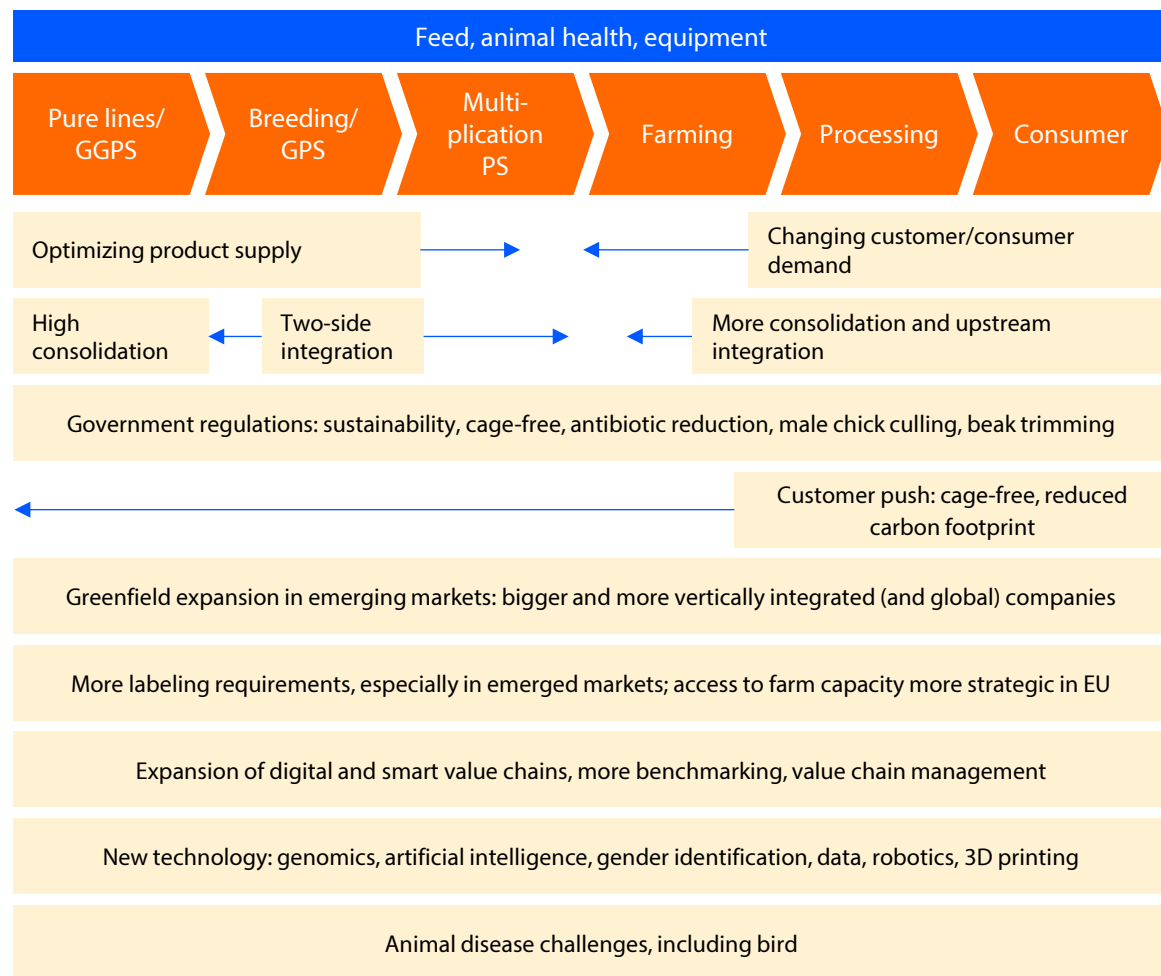 Feed, animal health, equipment
Pure lines/
GGPS
Breeding/
GPS
Multi-
plication
PS
Farming
Processing
Consumer
Optimizing product supply
Changing customer/consumer
demand
High
consolidation
Two-side
integration
More consolidation and upstream
integration
Government regulations: sustainability, cage-free, antibiotic reduction, male chick culling, beak trimming
Customer push: cage-free, reduced
carbon footprint
Greenfield expansion in emerging markets: bigger and more vertically integrated (and global) companies
More labeling requirements, especially in emerged markets; access to farm capacity more strategic in EU
Expansion of digital and smart value chains, more benchmarking, value chain management
New technology: genomics, artificial intelligence, gender identification, data, robotics, 3D printing
Animal disease challenges, including bird